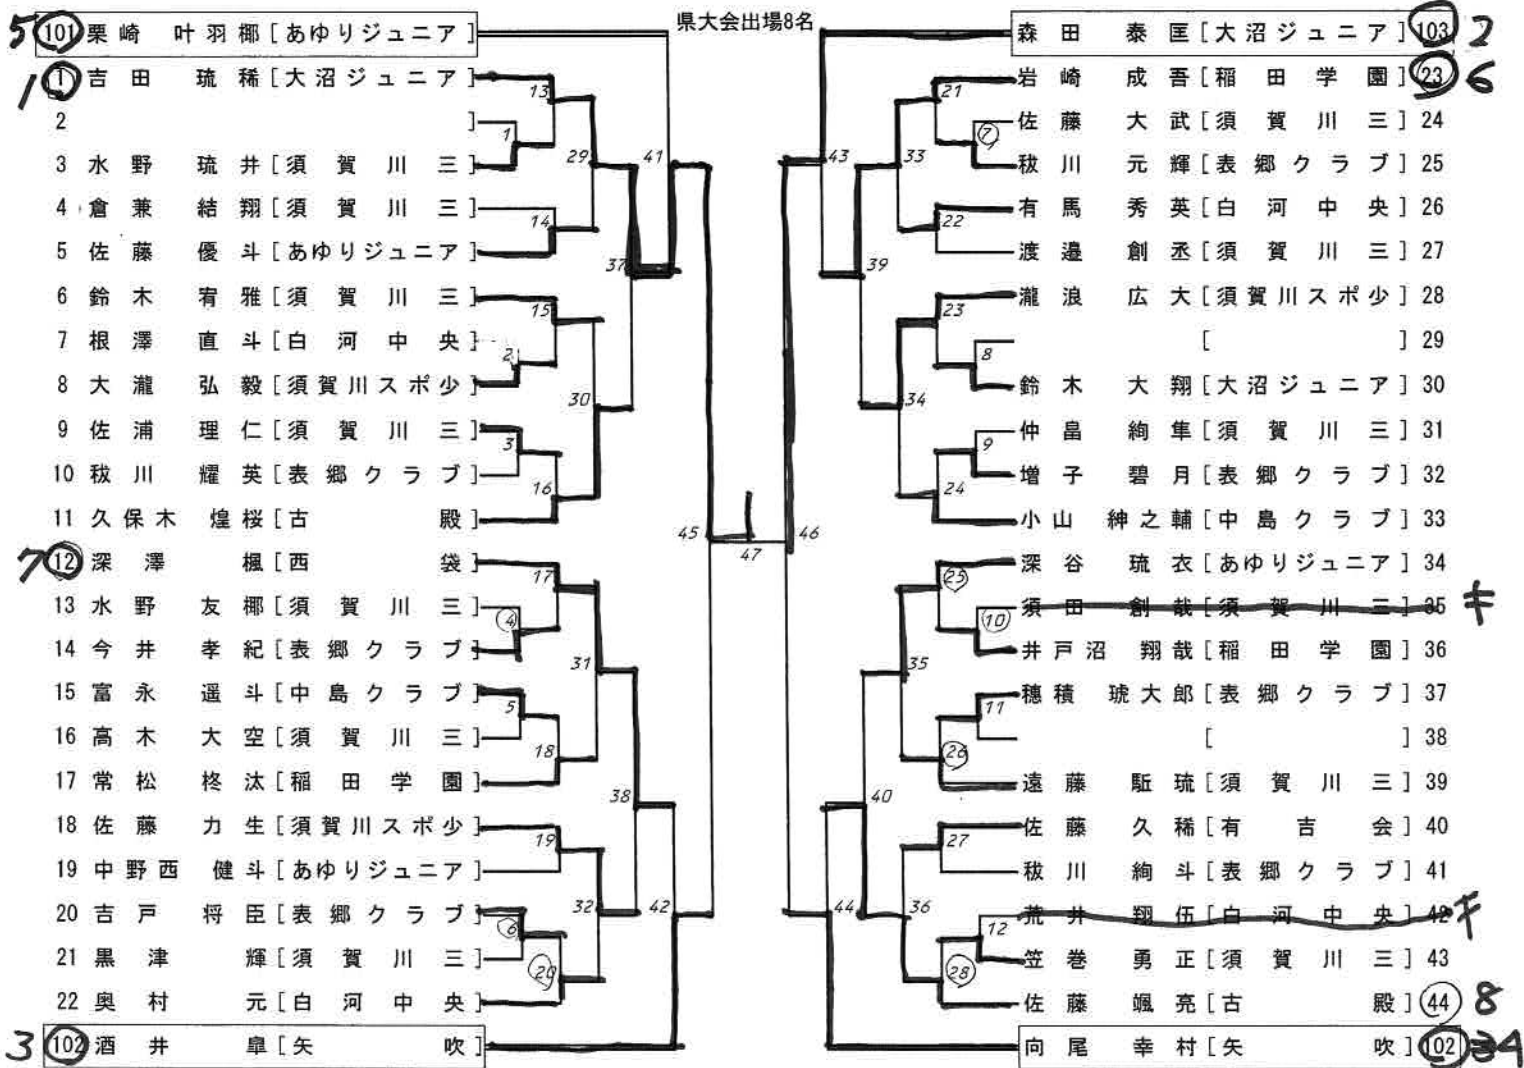 県大会出場8名
5 101 栗崎 叶羽椰 [あゆりジュニア]
1 1 吉田 琉稀 [大沼ジュニア]
2 ]
3 水野 琉井 [須賀川三]
4 倉兼 結翔 [須賀川三]
5 佐藤 優斗 [あゆりジュニア]
6 鈴木 宥雅 [須賀川三]
7 根澤 直斗 [白河中央]
8 大瀧 弘毅 [須賀川スポ少]
9 佐浦 理仁 [須賀川三]
10 秡川 耀英 [表郷クラブ]
11 久保木 煌桜 [古殿]
7 12 深澤 楓 [西袋]
13 水野 友椰 [須賀川三]
14 今井 孝紀 [表郷クラブ]
15 富永 遥斗 [中島クラブ]
16 高木 大空 [須賀川三]
17 常松 柊汰 [稲田学園]
18 佐藤 力生 [須賀川スポ少]
19 中野西 健斗 [あゆりジュニア]
20 吉戸 将臣 [表郷クラブ]
21 黒津 輝 [須賀川三]
22 奥村 元 [白河中央]
3 102 酒井 皐 [矢吹]
13
1
29
41
14
37
15
2
30
3
16
17
4
31
5
18
38
19
32
42
6
20
45
47
46
43
21
7
33
22
39
23
8
34
9
24
25
10
35
11
26
40
27
44
36
12
28
森田 泰匡 [大沼ジュニア] 103 2
岩崎 成吾 [稲田学園] 23 6
佐藤 大武 [須賀川三] 24
秡川 元輝 [表郷クラブ] 25
有馬 秀英 [白河中央] 26
渡邉 創丞 [須賀川三] 27
瀧浪 広大 [須賀川スポ少] 28
[ ] 29
鈴木 大翔 [大沼ジュニア] 30
仲畠 絢隼 [須賀川三] 31
増子 碧月 [表郷クラブ] 32
小山 紳之輔 [中島クラブ] 33
深谷 琉衣 [あゆりジュニア] 34
須田 創哉 [須賀川三] 35 キ
井戸沼 翔哉 [稲田学園] 36
穂積 琥太郎 [表郷クラブ] 37
[ ] 38
遠藤 駈琉 [須賀川三] 39
佐藤 久稀 [有吉会] 40
秡川 絢斗 [表郷クラブ] 41
荒井 翔伍 [白河中央] 42 キ
笠巻 勇正 [須賀川三] 43
佐藤 颯亮 [古殿] 44 8
向尾 幸村 [矢吹] 102 4